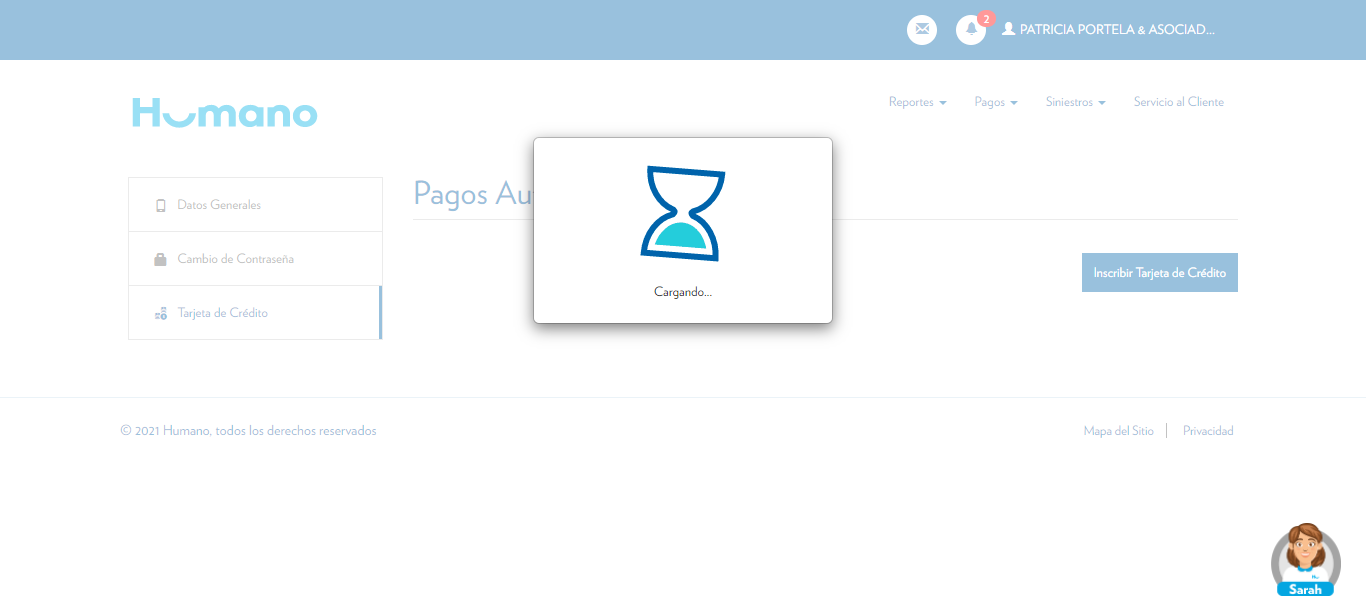 2
PATRICIA PORTELA & ASOCIAD...
Humano
Reportes
Pagos
Siniestros
Servicio al Cliente
Datos Generales
Cambio de Contraseña
Tarjeta de Crédito
Pagos
Inscribir Tarjeta de Crédito
Cargando...
© 2021 Humano, todos los derechos reservados
Mapa del Sitio
Privacidad
Sarah